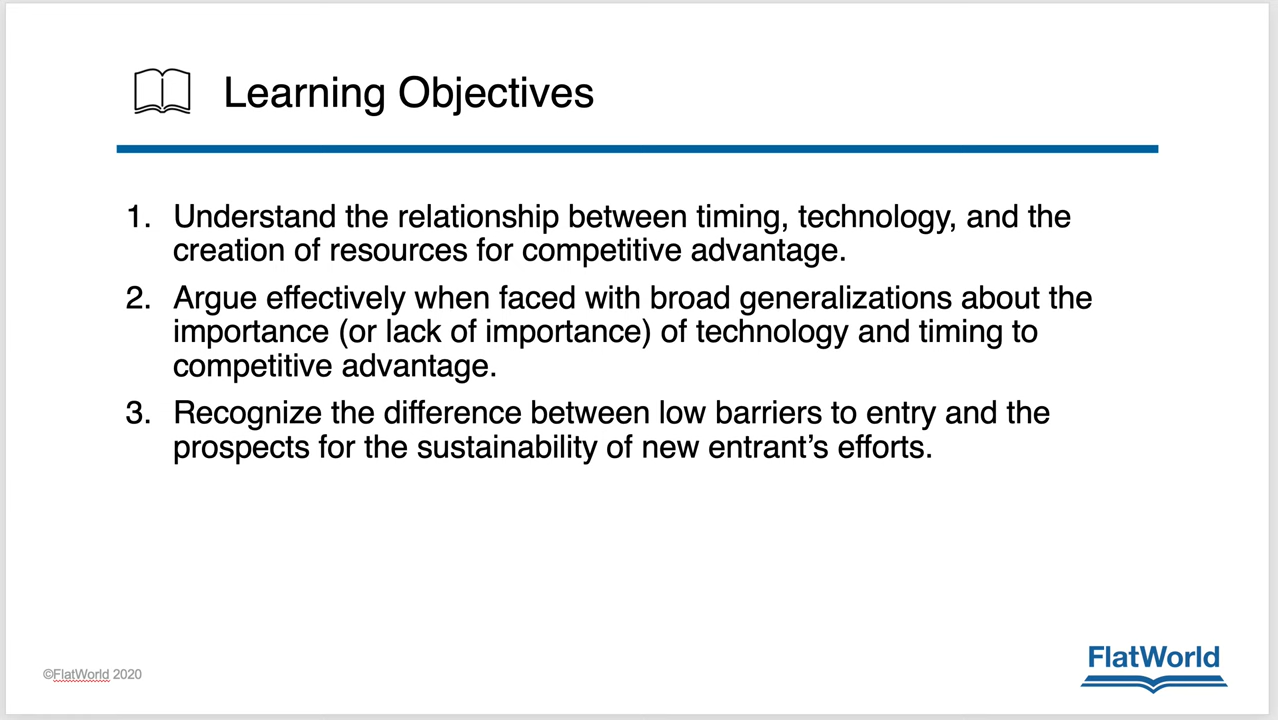 Learning Objectives
1. Understand the relationship between timing, technology, and the
creation of resources for competitive advantage.
2. Argue effectively when faced with broad generalizations about the
importance (or lack of importance) of technology and timing to
competitive advantage.
3. Recognize the difference between low barriers to entry and the
prospects for the sustainability of new entrant’s efforts.
©FlatWorld 2020
FlatWorld